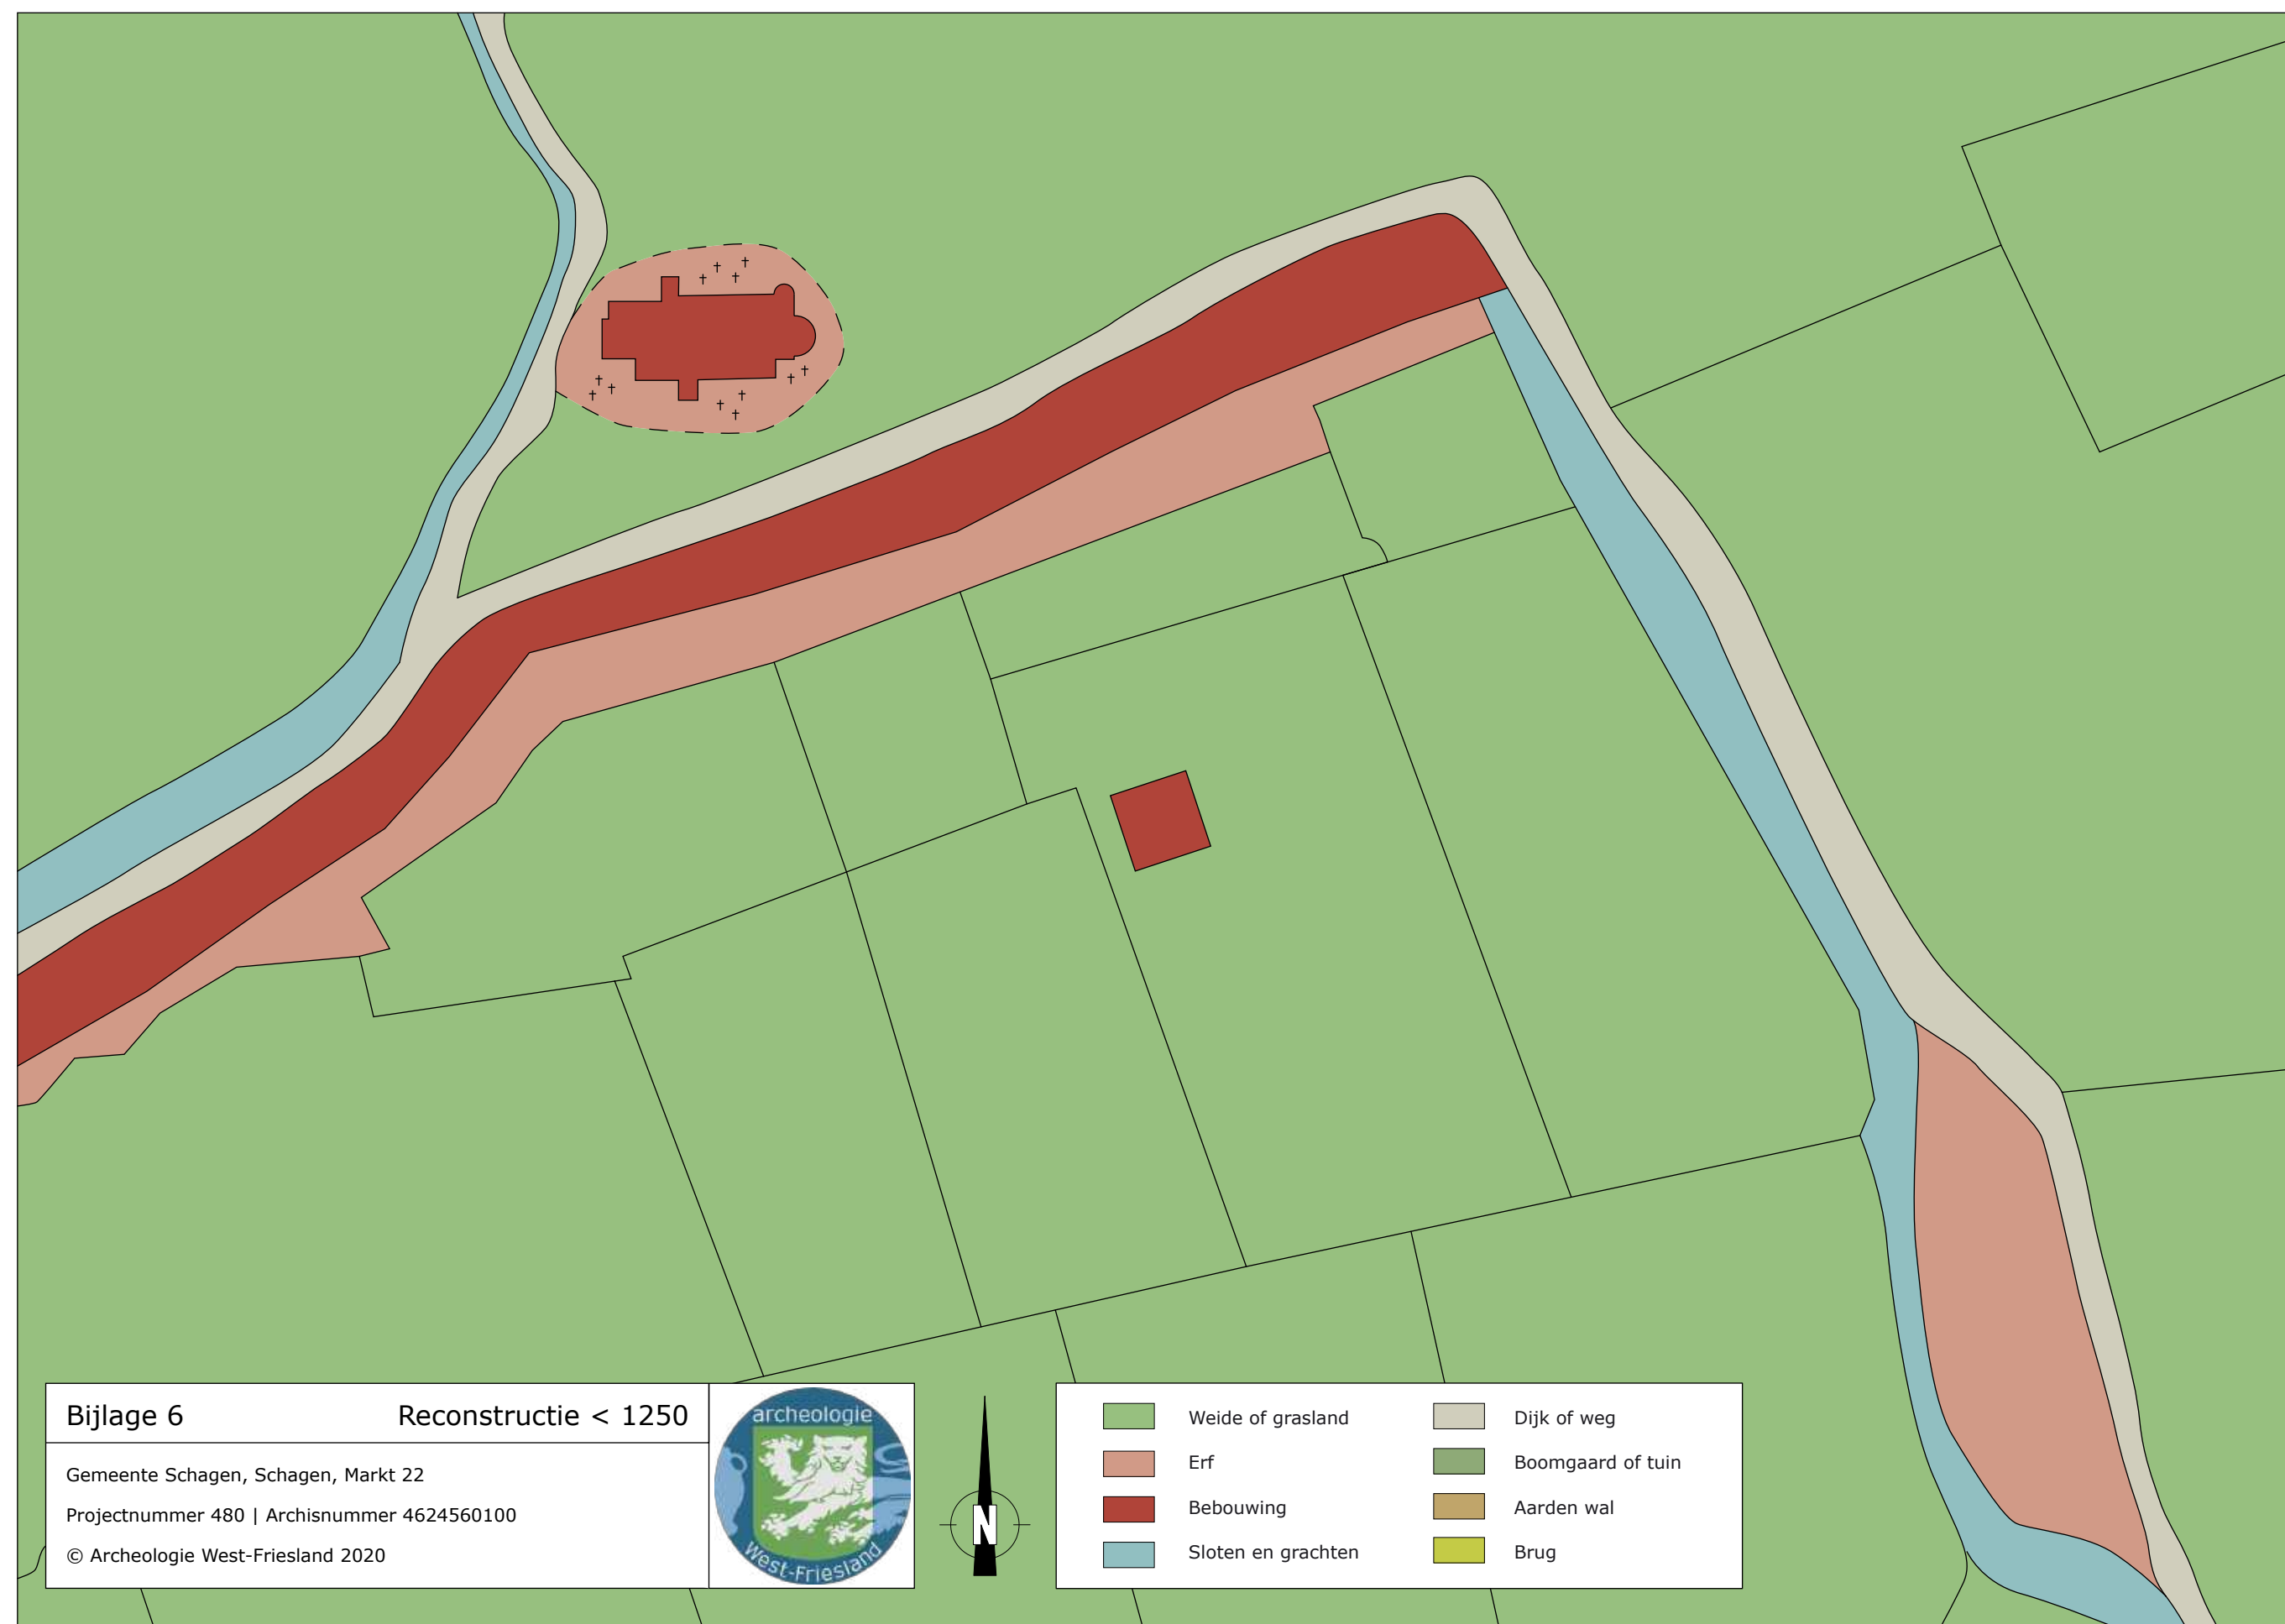 Bijlage 6 Reconstructie < 1250
Gemeente Schagen, Schagen, Markt 22
Projectnummer 480 | Archisnummer 4624560100
© Archeologie West-Friesland 2020
archeologie
West-Friesland
N
Weide of grasland
Erf
Bebouwing
Sloten en grachten
Dijk of weg
Boomgaard of tuin
Aarden wal
Brug